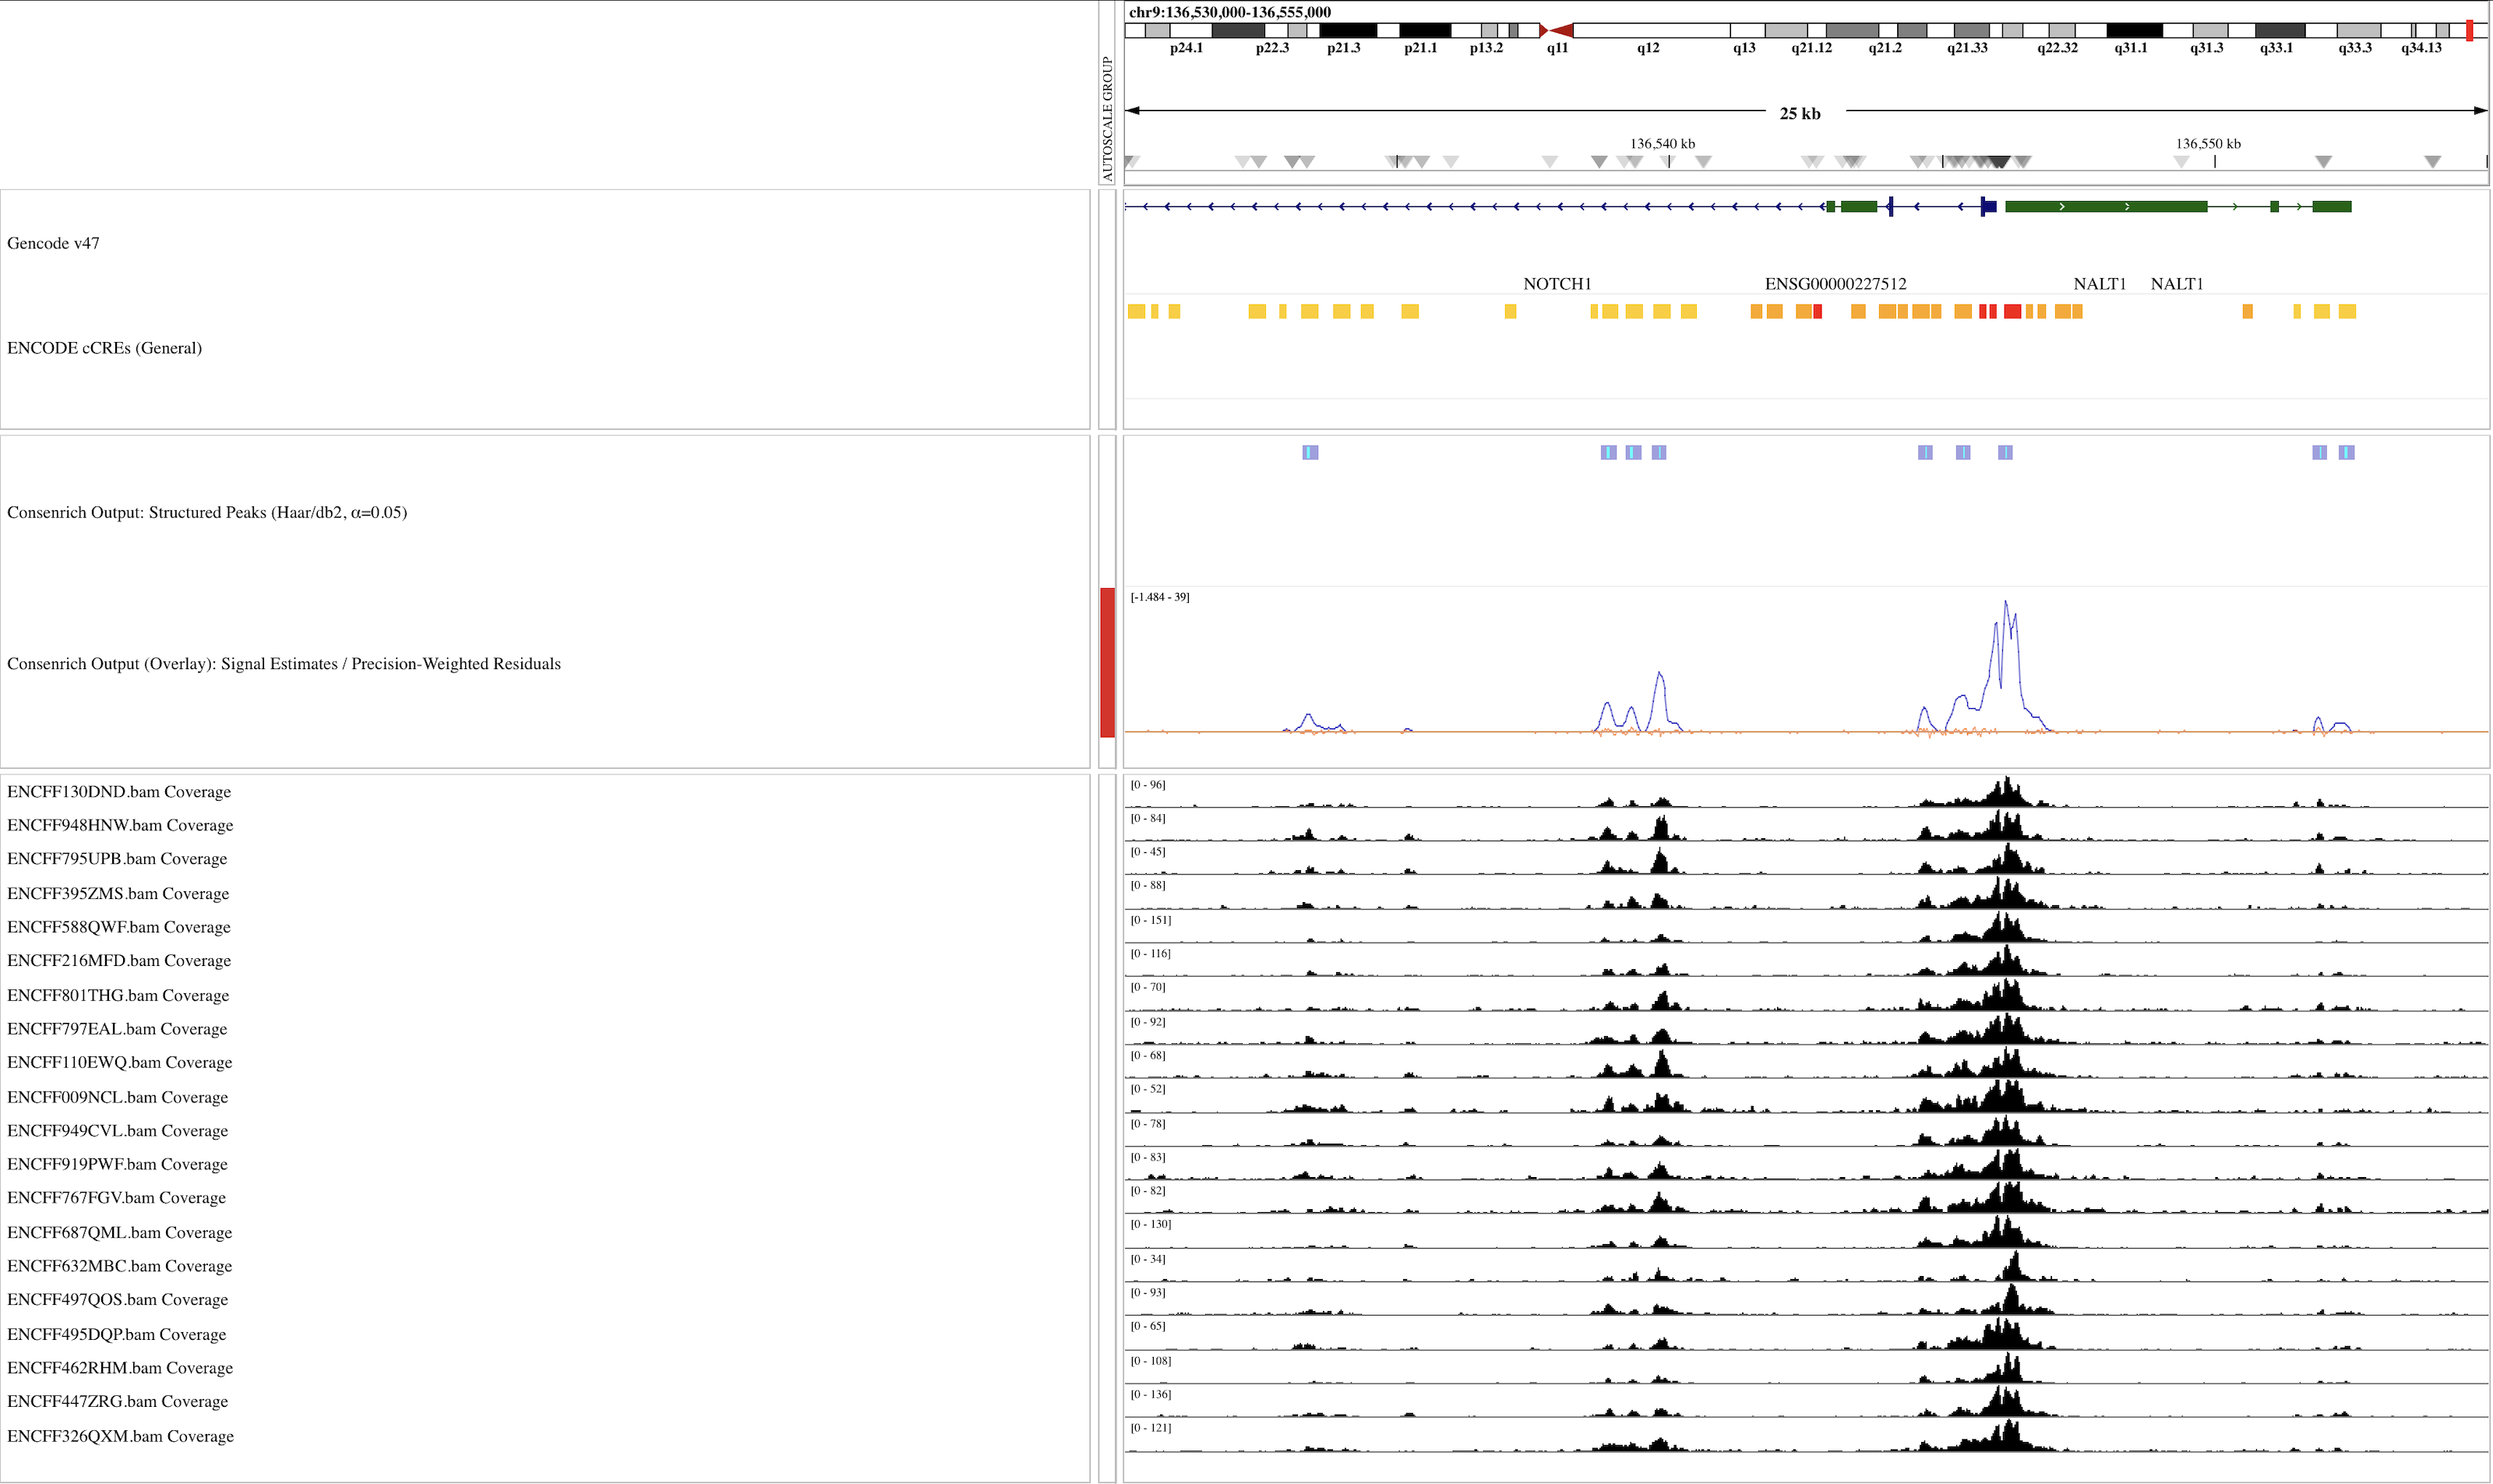 chr9:136,530,000-136,555,000
p24.1 p22.3 p21.3 p21.1 p13.2 q11 q12 q13 q21.12 q21.2 q21.33 q22.32 q31.1 q31.3 q33.1 q33.3 q34.13
AUTOSCALE GROUP
25 kb
136,540 kb 136,550 kb
Gencode v47
NOTCH1 ENSG00000227512 NALT1 NALT1
ENCODE cCREs (General)
Consenrich Output: Structured Peaks (Haar/db2, α=0.05)
[-1.484 - 39]
Consenrich Output (Overlay): Signal Estimates / Precision-Weighted Residuals
ENCFF130DND.bam Coverage [0 - 96]
ENCFF948HNW.bam Coverage [0 - 84]
ENCFF795UPB.bam Coverage [0 - 45]
ENCFF395ZMS.bam Coverage [0 - 88]
ENCFF588QWF.bam Coverage [0 - 151]
ENCFF216MFD.bam Coverage [0 - 116]
ENCFF801THG.bam Coverage [0 - 70]
ENCFF797EAL.bam Coverage [0 - 92]
ENCFF110EWQ.bam Coverage [0 - 68]
ENCFF009NCL.bam Coverage [0 - 52]
ENCFF949CVL.bam Coverage [0 - 78]
ENCFF919PWF.bam Coverage [0 - 83]
ENCFF767FGV.bam Coverage [0 - 82]
ENCFF687QML.bam Coverage [0 - 130]
ENCFF632MBC.bam Coverage [0 - 34]
ENCFF497QOS.bam Coverage [0 - 93]
ENCFF495DQP.bam Coverage [0 - 65]
ENCFF462RHM.bam Coverage [0 - 108]
ENCFF447ZRG.bam Coverage [0 - 136]
ENCFF326QXM.bam Coverage [0 - 121]